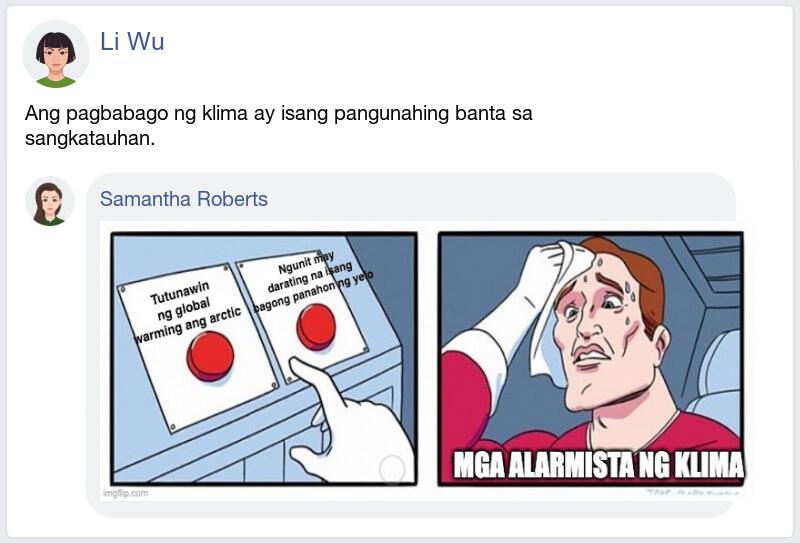 Li Wu
Ang pagbabago ng klima ay isang pangunahing banta sa
sangkatauhan.
Samantha Roberts
Tutunawin
ng global
warming ang arctic
Ngunit may
darating na isang
bagong panahon ng yelo
MGA ALARMISTA NG KLIMA
imgflip.com